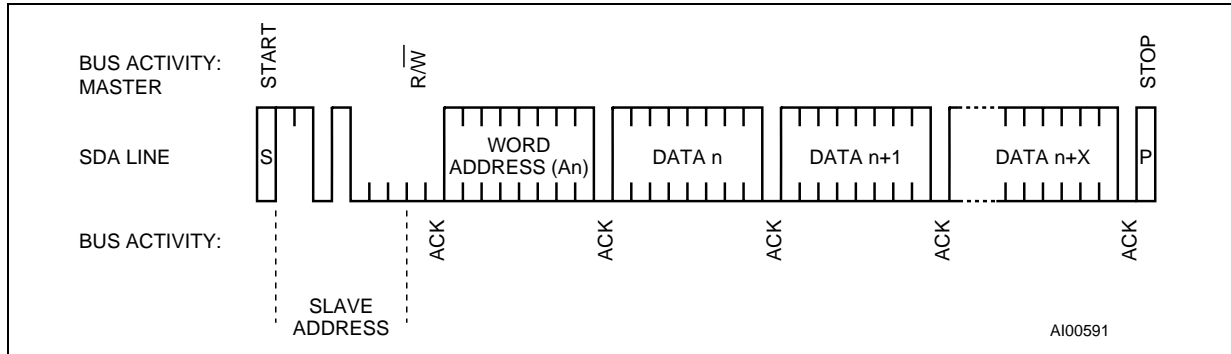 BUS ACTIVITY:
MASTER
START
R/W
STOP
SDA LINE
S
WORD
ADDRESS (An)
DATA n
DATA n+1
DATA n+X
P
BUS ACTIVITY:
ACK
ACK
ACK
ACK
ACK
SLAVE
ADDRESS
AI00591